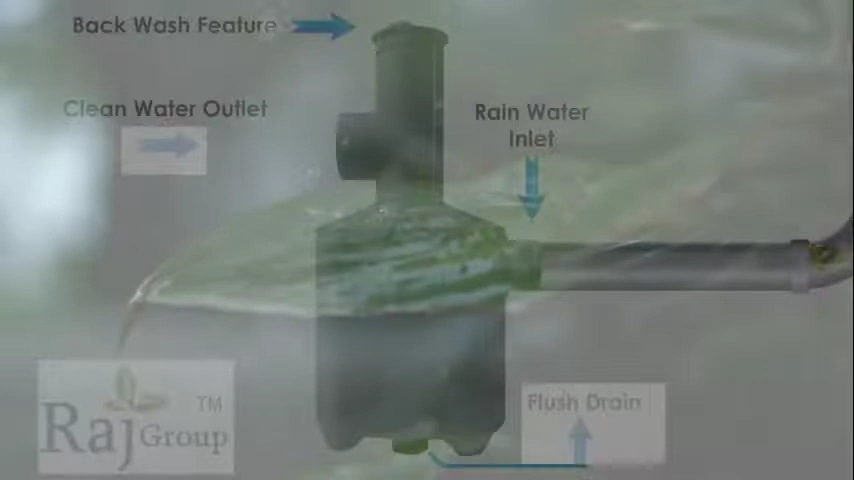 Back Wash Feature
Clean Water Outlet
Rain Water
Inlet
Flush Drain
Raj Group TM